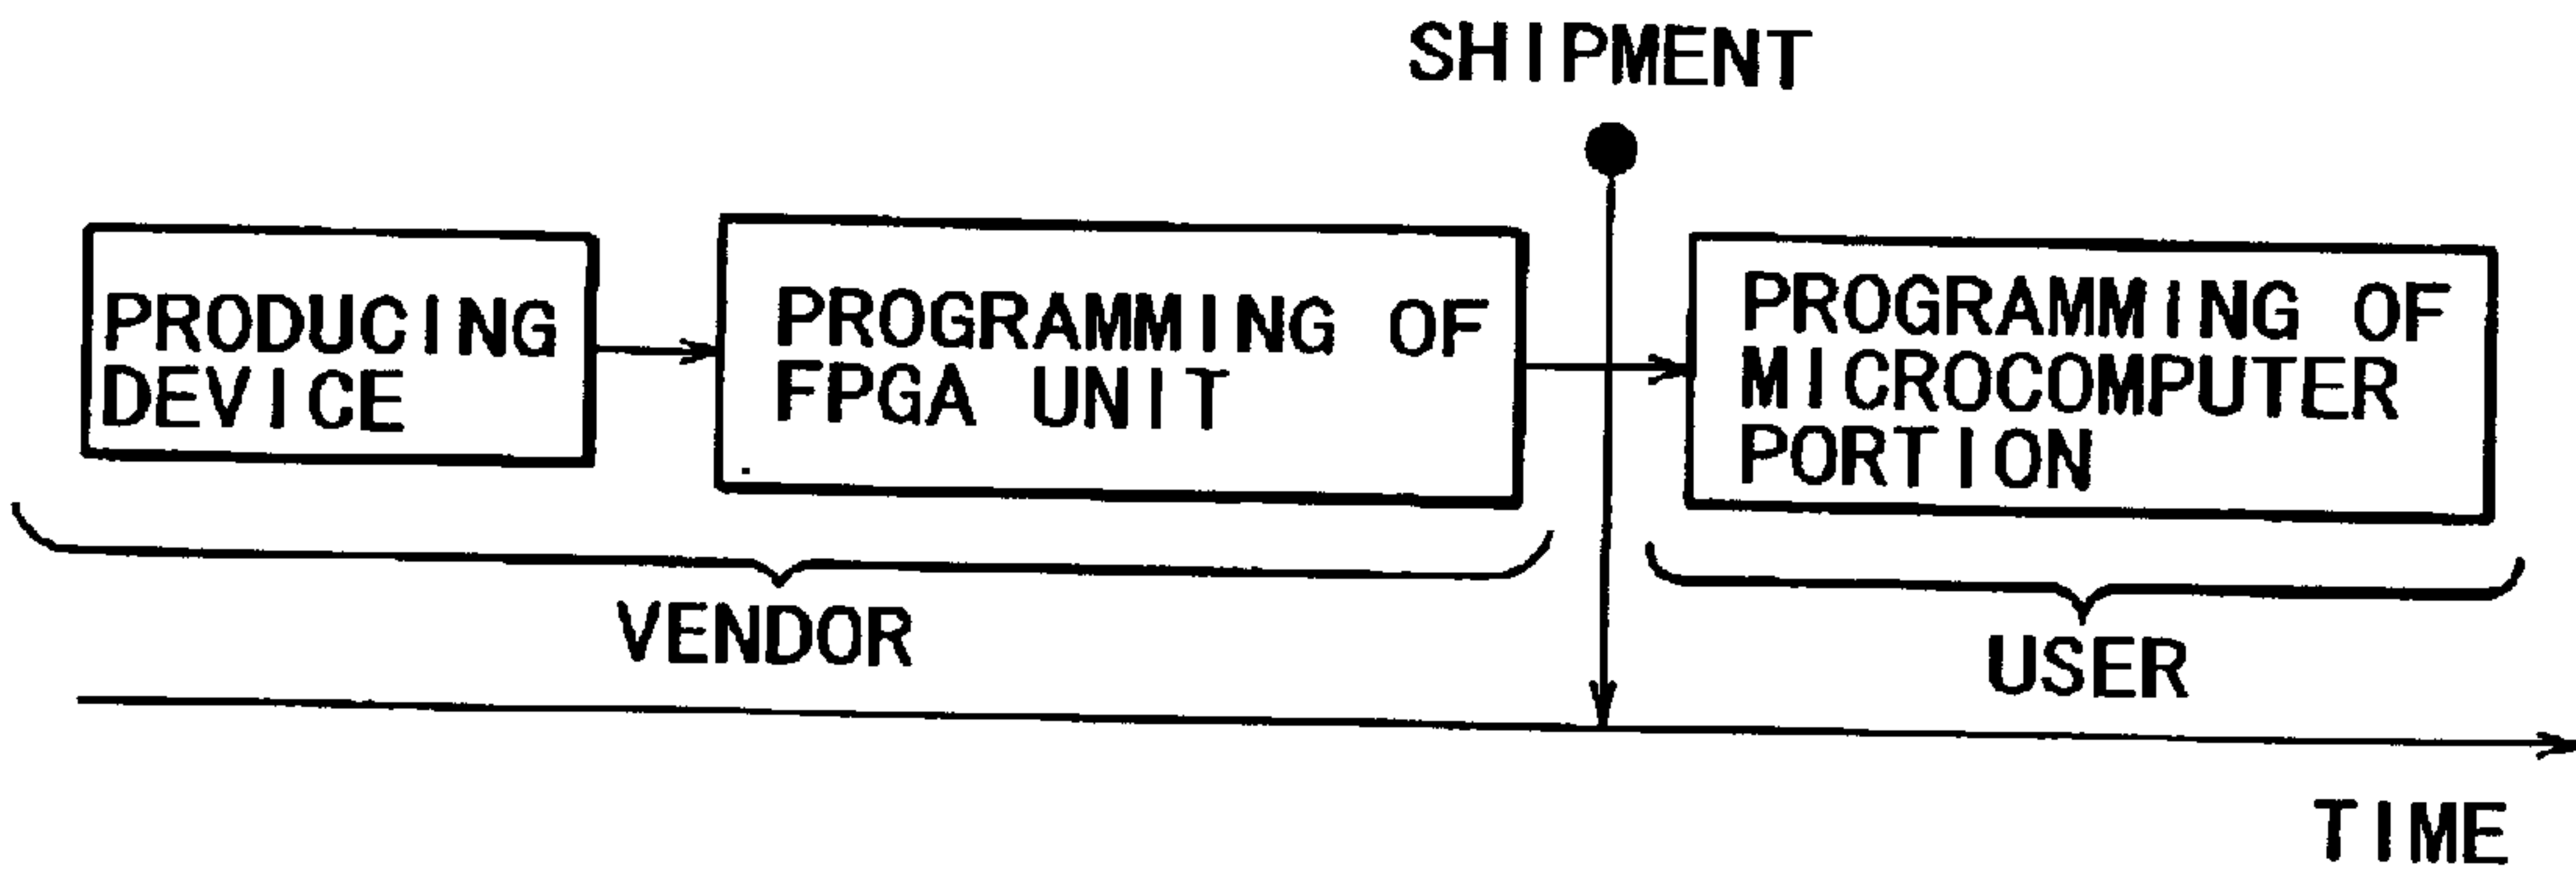 SHIPMENT
PRODUCING
DEVICE
PROGRAMMING OF
FPGA UNIT
PROGRAMMING OF
MICROCOMPUTER
PORTION
VENDOR
USER
TIME